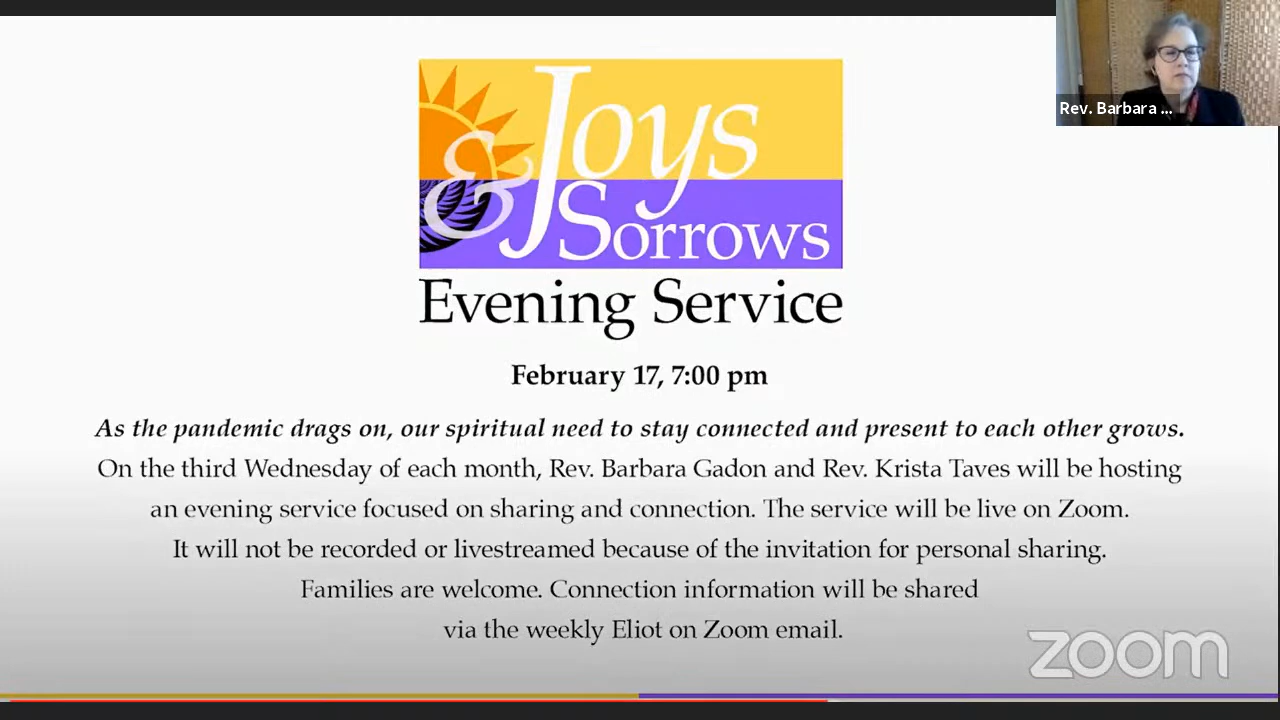 Rev. Barbara ...
Joys
& Sorrows
Evening Service
February 17, 7:00 pm
As the pandemic drags on, our spiritual need to stay connected and present to each other grows.
On the third Wednesday of each month, Rev. Barbara Gadon and Rev. Krista Taves will be hosting
an evening service focused on sharing and connection. The service will be live on Zoom.
It will not be recorded or livestreamed because of the invitation for personal sharing.
Families are welcome. Connection information will be shared
via the weekly Eliot on Zoom email.
zoom